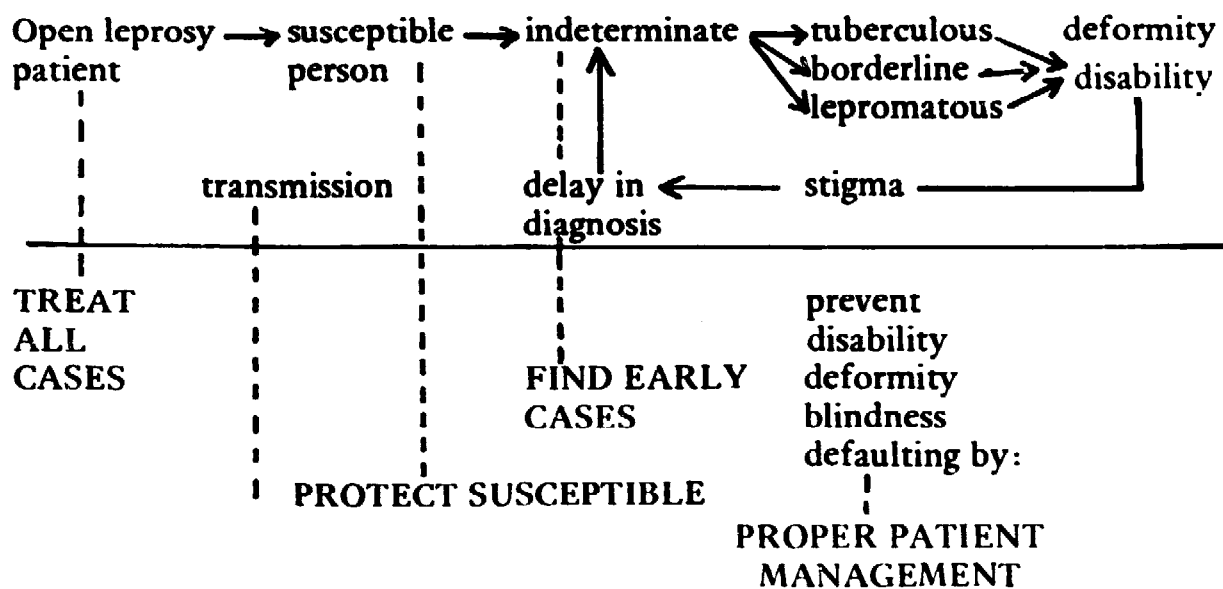 Open leprosy susceptible indeterminate tuberculous deformity
patient person borderline disability
lepromatous
transmission delay in stigma
diagnosis
TREAT prevent
ALL disability
CASES FIND EARLY deformity
CASES blindness
defaulting by:
PROTECT SUSCEPTIBLE
PROPER PATIENT
MANAGEMENT